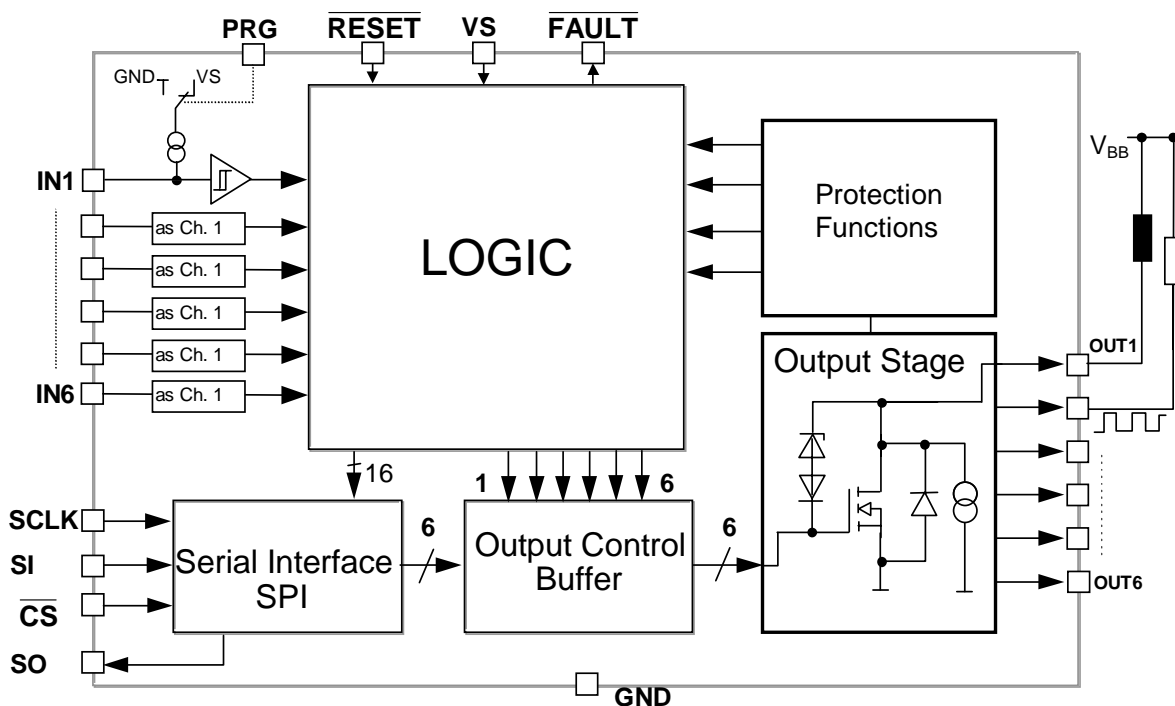 PRG
RESET
VS
FAULT
GND
VS
IN1
as Ch. 1
as Ch. 1
as Ch. 1
as Ch. 1
IN6
as Ch. 1
LOGIC
Protection
Functions
VBB
Output Stage
OUT1
OUT6
16
1
6
SCLK
SI
CS
SO
Serial Interface
SPI
6
Output Control
Buffer
6
GND